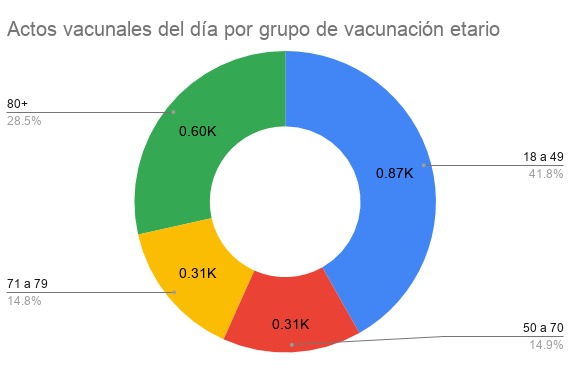 Actos vacunales del día por grupo de vacunación etario
80+
28.5%
0.60K
18 a 49
41.8%
0.87K
71 a 79
14.8%
0.31K
0.31K
50 a 70
14.9%